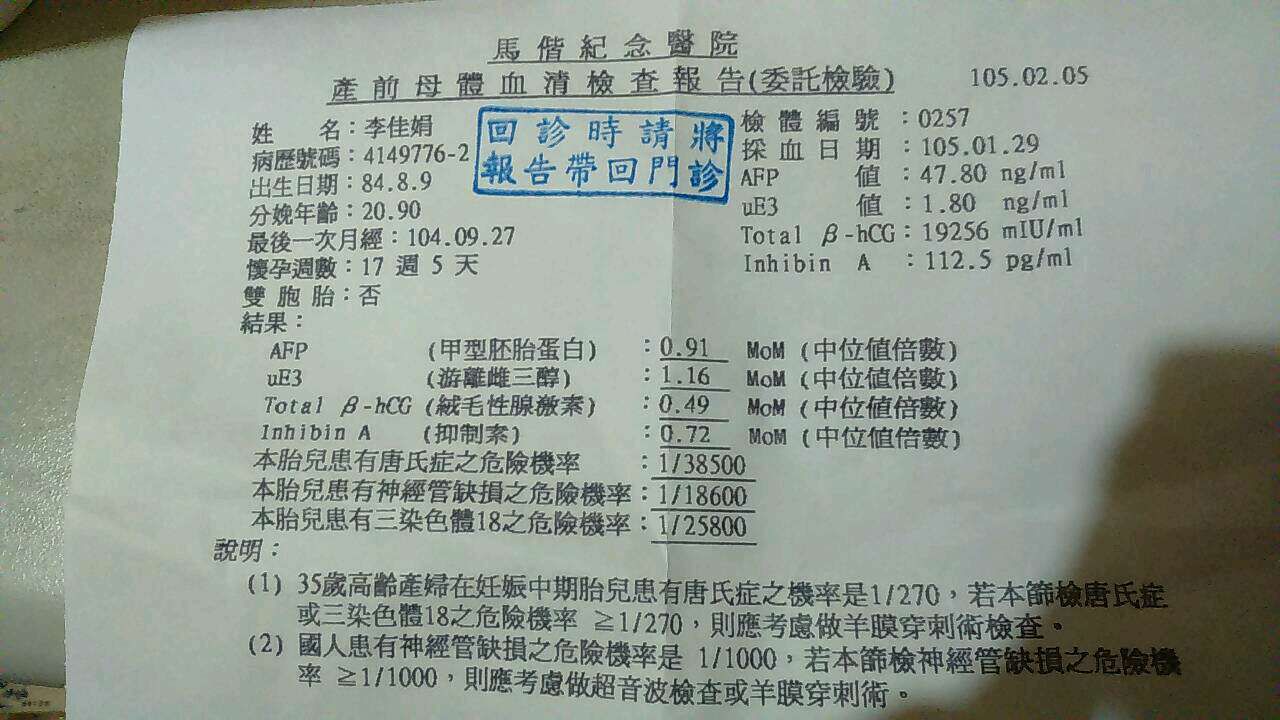 馬偕紀念醫院
產前母體血清檢查報告(委託檢驗) 105.02.05
姓 名：李佳娟
病歷號碼：4149776-2
出生日期：84.8.9
分娩年齡：20.90
最後一次月經：104.09.27
懷孕週數：17 週 5 天
雙胞胎：否
回診時請將
報告帶回門診
檢體編號：0257
採血日期：105.01.29
AFP 值：47.80 ng/ml
uE3 值：1.80 ng/ml
Total β-hCG：19256 mIU/ml
Inhibin A ：112.5 pg/ml
結果：
AFP (甲型胚胎蛋白) ：0.91 MoM (中位值倍數)
uE3 (游離雌三醇) ：1.16 MoM (中位值倍數)
Total β-hCG (絨毛性腺激素) ：0.49 MoM (中位值倍數)
Inhibin A (抑制素) ：0.72 MoM (中位值倍數)
本胎兒患有唐氏症之危險機率 ：1/38500
本胎兒患有神經管缺損之危險機率：1/18600
本胎兒患有三染色體18之危險機率：1/25800
說明：
(1) 35歲高齡產婦在妊娠中期胎兒患有唐氏症之機率是1/270，若本篩檢唐氏症
或三染色體18之危險機率 ≧1/270，則應考慮做羊膜穿刺術檢查。
(2) 國人患有神經管缺損之危險機率是 1/1000，若本篩檢神經管缺損之危險機
率 ≧1/1000，則應考慮做超音波檢查或羊膜穿刺術。